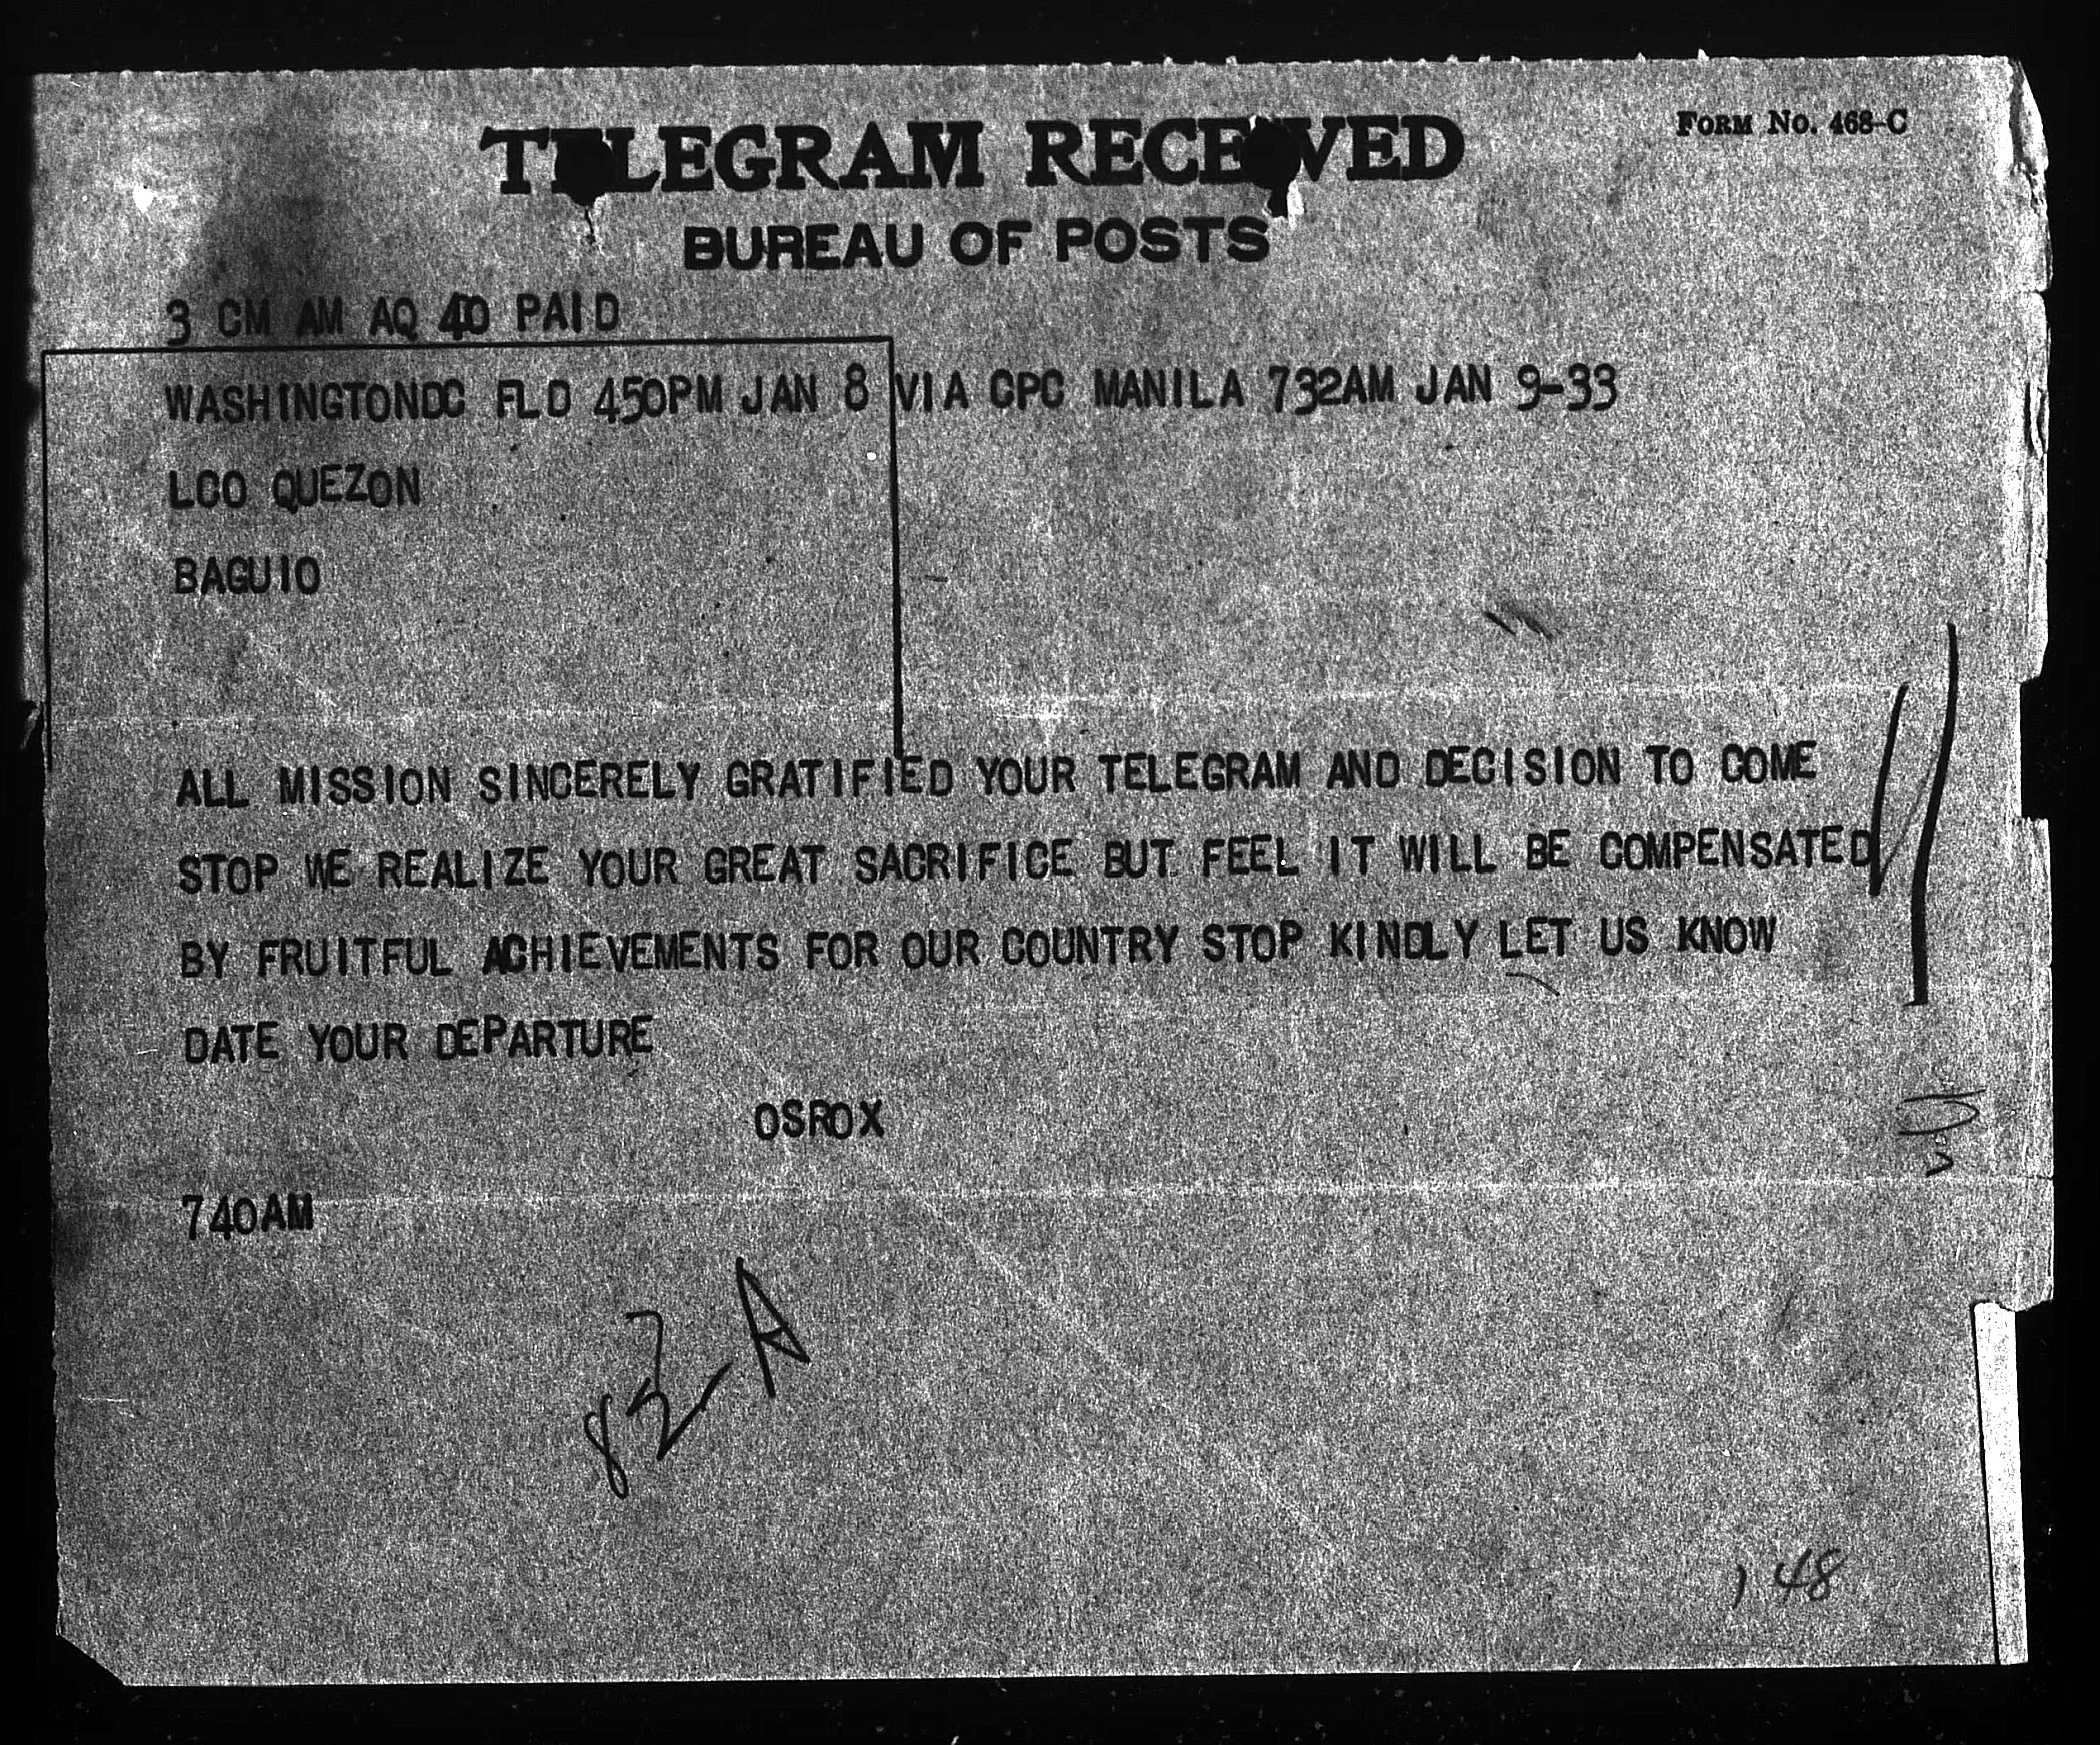 FORM NO. 468-C
TELEGRAM RECEIVED
BUREAU OF POSTS
3 CM AM AQ 40 PAID
WASHINGTONDC FLD 450PM JAN 8 VIA CPC MANILA 732AM JAN 9-33
LCO QUEZON
BAGUIO
ALL MISSION SINCERELY GRATIFIED YOUR TELEGRAM AND DECISION TO COME
STOP WE REALIZE YOUR GREAT SACRIFICE BUT FEEL IT WILL BE COMPENSATED
BY FRUITFUL ACHIEVEMENTS FOR OUR COUNTRY STOP KINDLY LET US KNOW
DATE YOUR DEPARTURE
OSROX
740AM
82-A
148